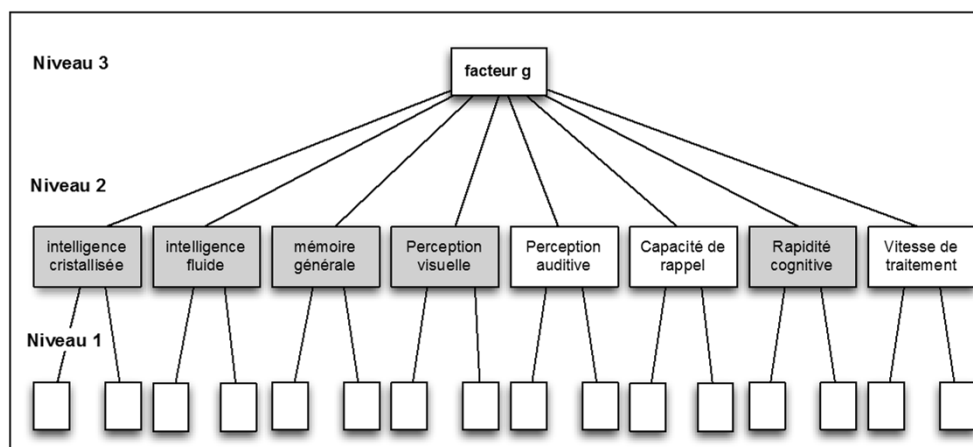 Niveau 3
facteur g
Niveau 2
intelligence
cristallisée
intelligence
fluide
mémoire
générale
Perception
visuelle
Perception
auditive
Capacité de
rappel
Rapidité
cognitive
Vitesse de
traitement
Niveau 1